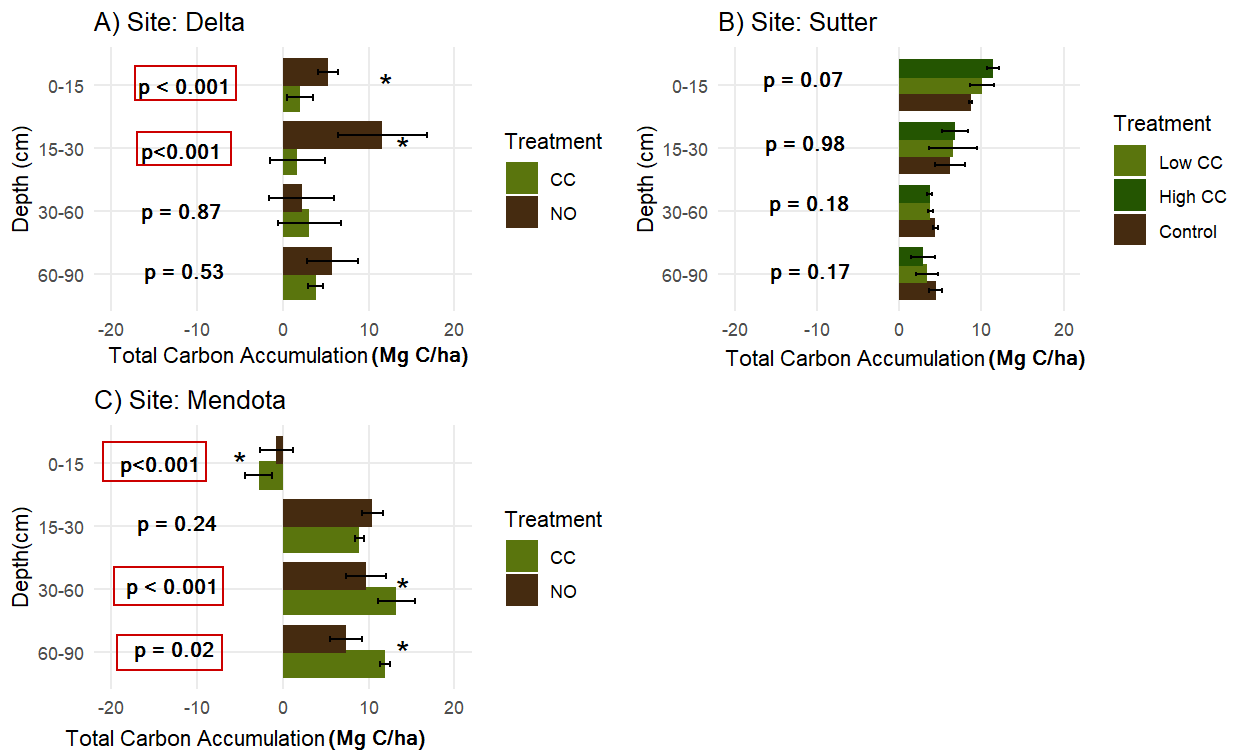 A) Site: Delta
p < 0.001
0-15
*
p<0.001
15-30
*
p = 0.87
30-60
p = 0.53
60-90
Depth (cm)
-20 -10 0 10 20
Total Carbon Accumulation (Mg C/ha)
Treatment
CC
NO
B) Site: Sutter
p = 0.07
0-15
p = 0.98
15-30
p = 0.18
30-60
p = 0.17
60-90
Depth (cm)
-20 -10 0 10 20
Total Carbon Accumulation (Mg C/ha)
Treatment
Low CC
High CC
Control
C) Site: Mendota
p<0.001
0-15
*
p = 0.24
15-30
p < 0.001
30-60
*
p = 0.02
60-90
*
Depth(cm)
-20 -10 0 10 20
Total Carbon Accumulation (Mg C/ha)
Treatment
CC
NO